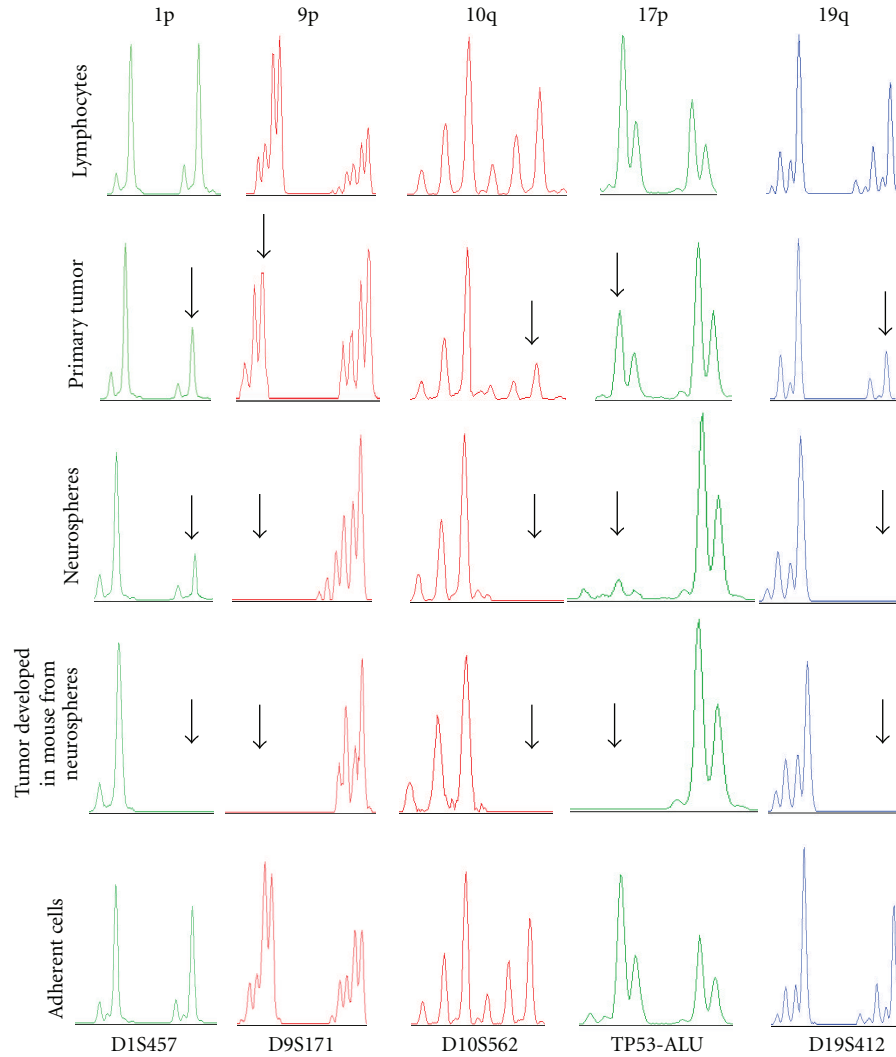 1p 9p 10q 17p 19q
Lymphocytes
Primary tumor
Neurospheres
Tumor developed
in mouse from
neurospheres
Adherent cells
D1S457 D9S171 D10S562 TP53-ALU D19S412